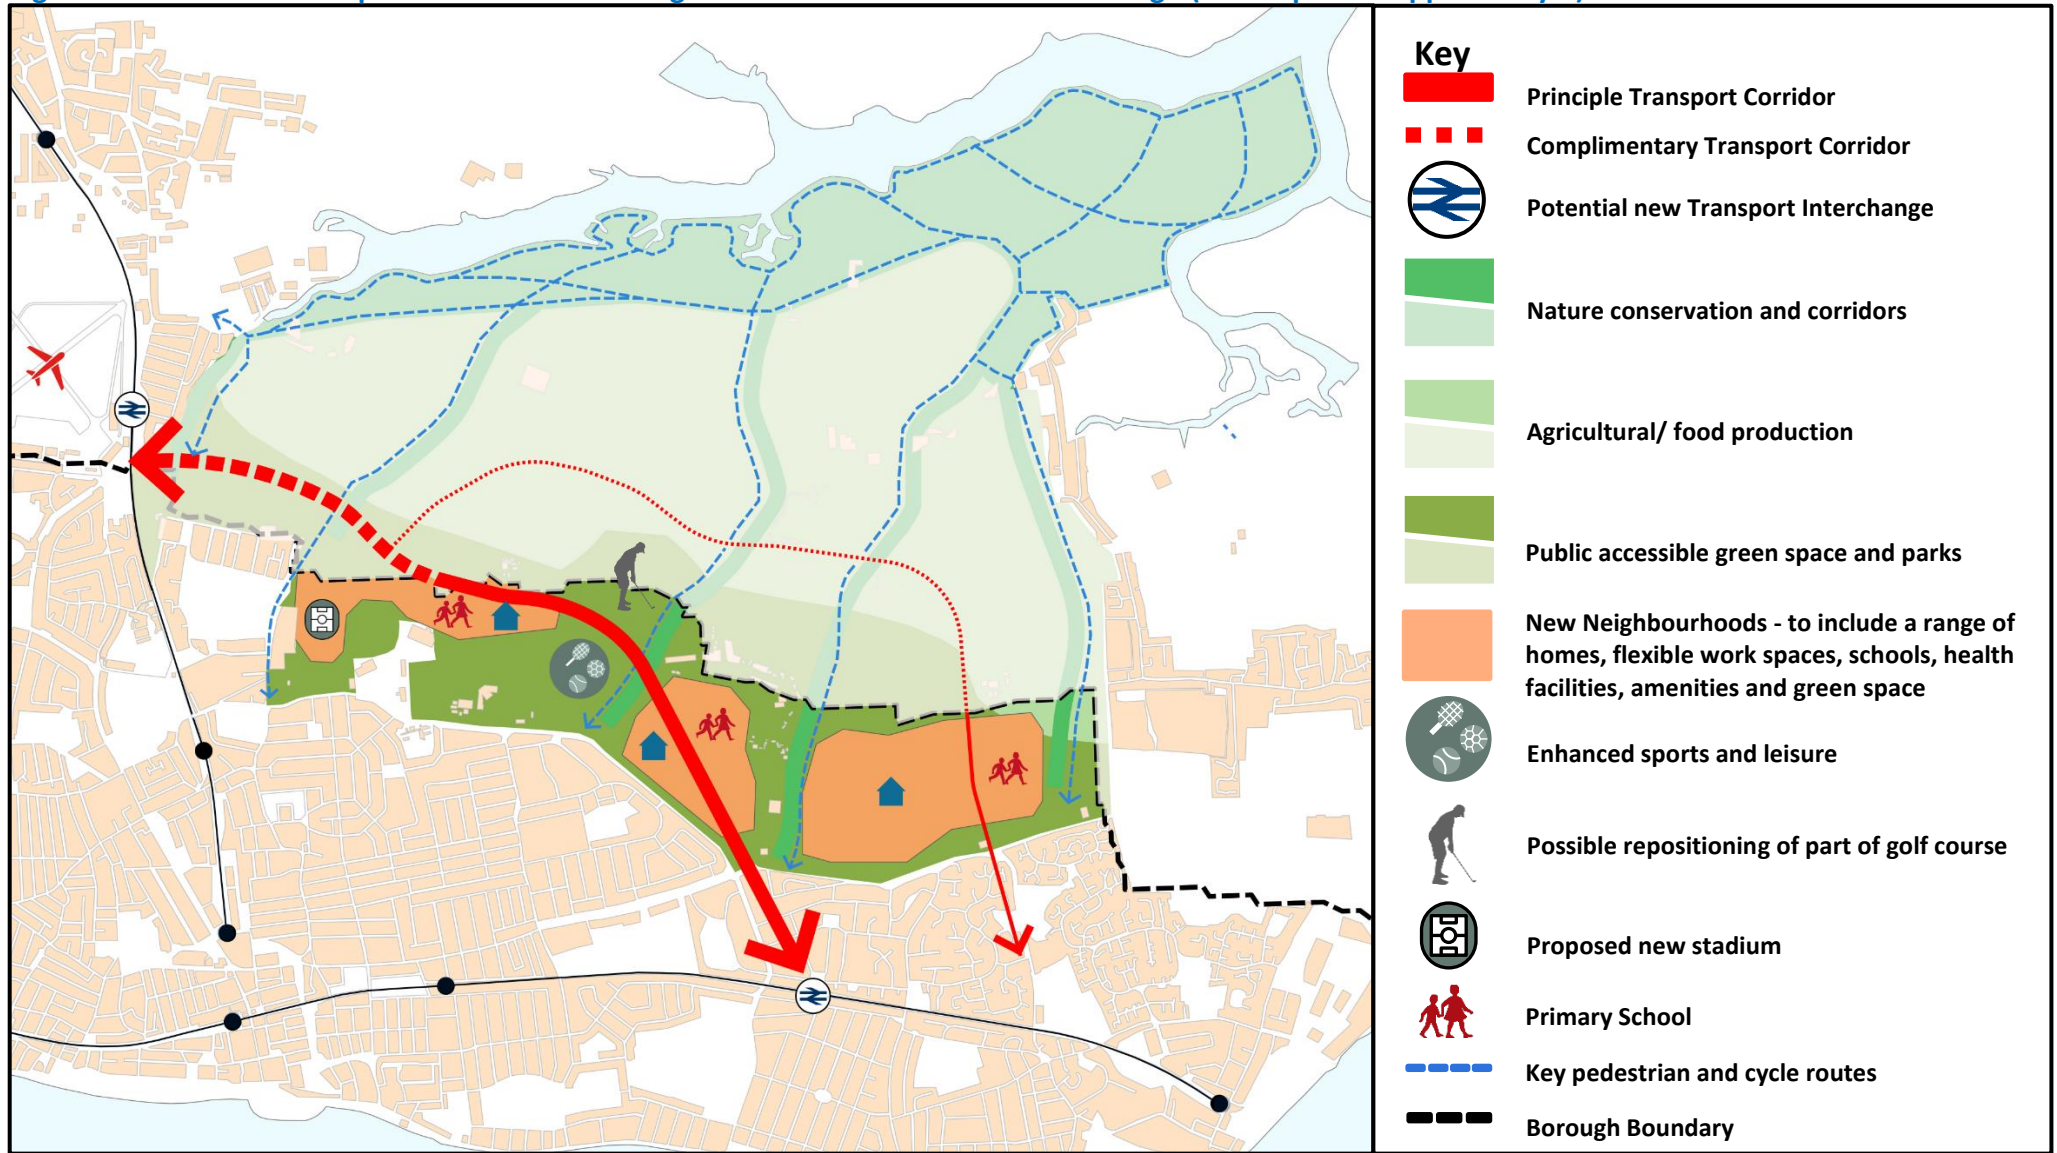 Key
Principle Transport Corridor
Complimentary Transport Corridor
Potential new Transport Interchange
Nature conservation and corridors
Agricultural/ food production
Public accessible green space and parks
New Neighbourhoods - to include a range of
homes, flexible work spaces, schools, health
facilities, amenities and green space
Enhanced sports and leisure
Possible repositioning of part of golf course
Proposed new stadium
Primary School
Key pedestrian and cycle routes
Borough Boundary